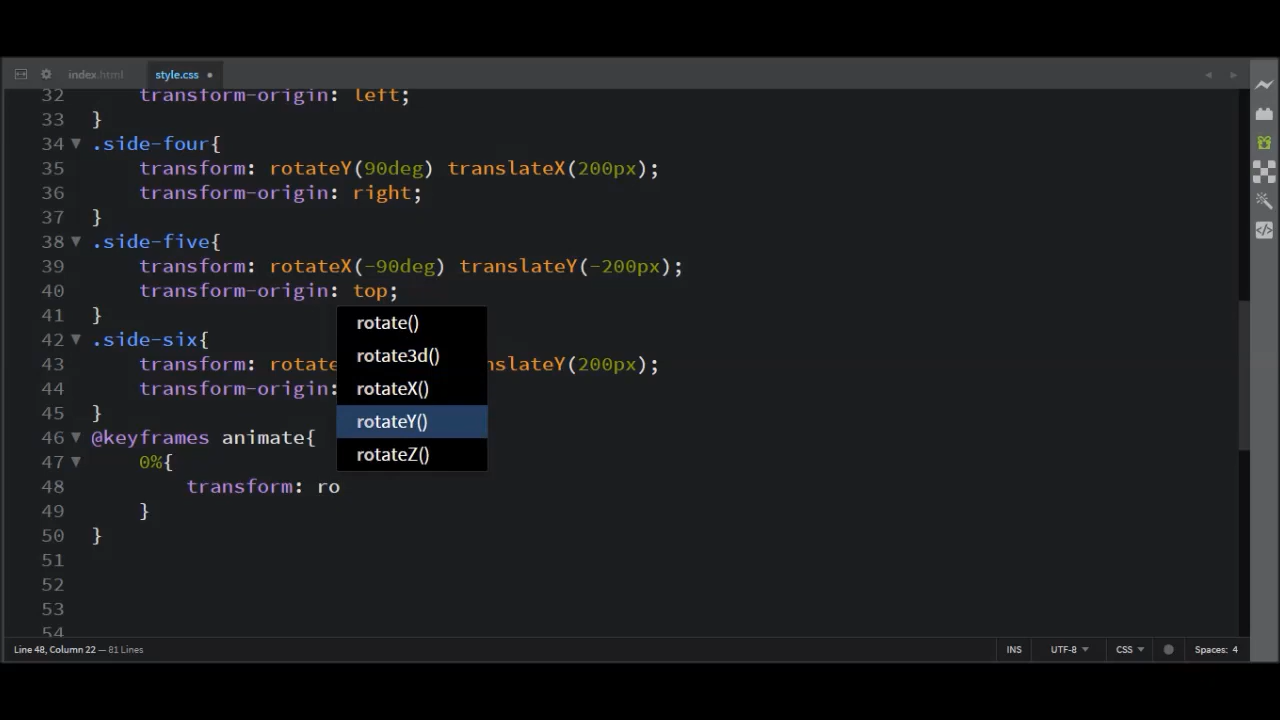 index.html style.css
32 transform-origin: left;
33 }
34 .side-four{
35 transform: rotateY(90deg) translateX(200px);
36 transform-origin: right;
37 }
38 .side-five{
39 transform: rotateX(-90deg) translateY(-200px);
40 transform-origin: top;
41 }
rotate()
42 .side-six{
rotate3d()
43 transform: rotate nslateY(200px);
rotateX()
44 transform-origin:
45 }
rotateY()
46 @keyframes animate{
rotateZ()
47 0%{
48 transform: ro
49 }
50 }
51
52
53
54
Line 48, Column 22 — 81 Lines INS UTF-8 CSS Spaces: 4